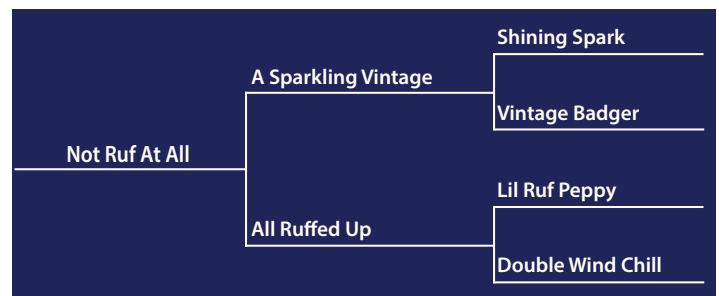 Shining Spark
A Sparkling Vintage
Vintage Badger
Not Ruf At All
Lil Ruf Peppy
All Ruffed Up
Double Wind Chill